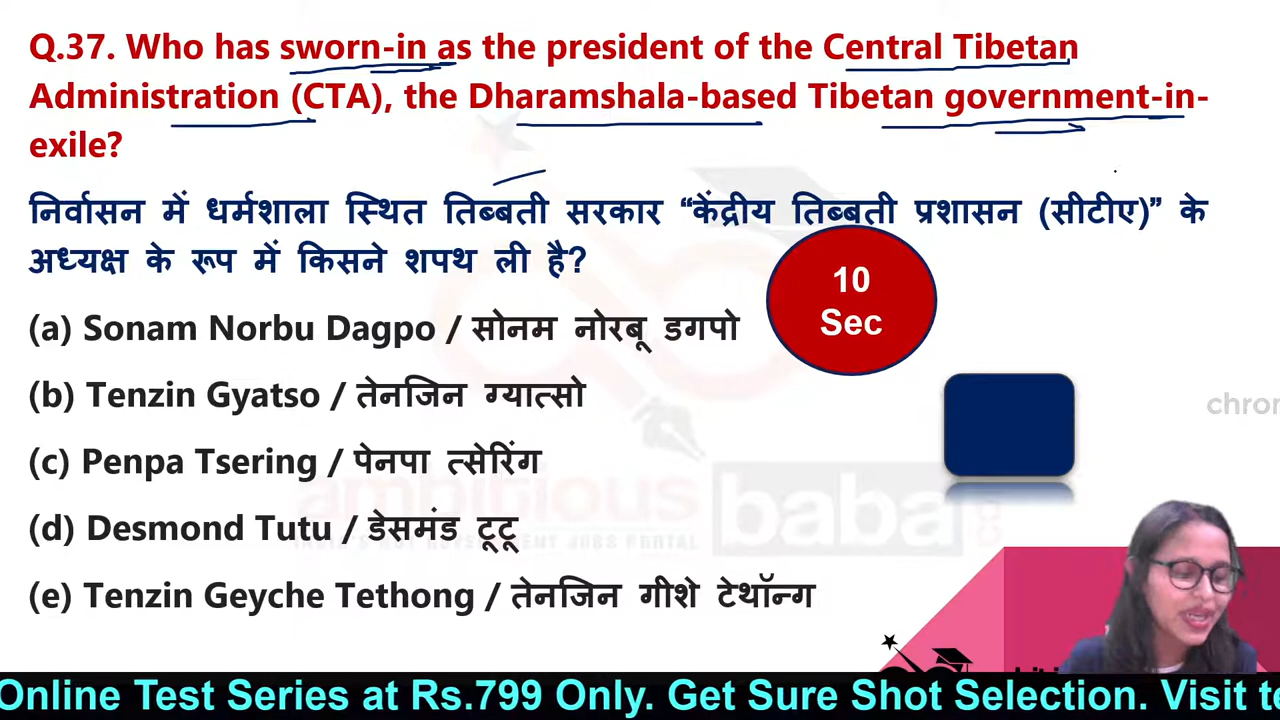 Q.37. Who has sworn-in as the president of the Central Tibetan
Administration (CTA), the Dharamshala-based Tibetan government-in-
exile?
निर्वासन में धर्मशाला स्थित तिब्बती सरकार “केंद्रीय तिब्बती प्रशासन (सीटीए)” के
अध्यक्ष के रूप में किसने शपथ ली है?
10
Sec
(a) Sonam Norbu Dagpo / सोनम नोरबू डगपो
(b) Tenzin Gyatso / तेनजिन ग्यात्सो
chron
(c) Penpa Tsering / पेनपा त्सेरिंग
ambitious baba
(d) Desmond Tutu / डेसमंड टूटू
(e) Tenzin Geyche Tethong / तेनजिन गीशे टेथॉन्ग
Online Test Series at Rs.799 Only. Get Sure Shot Selection. Visit te